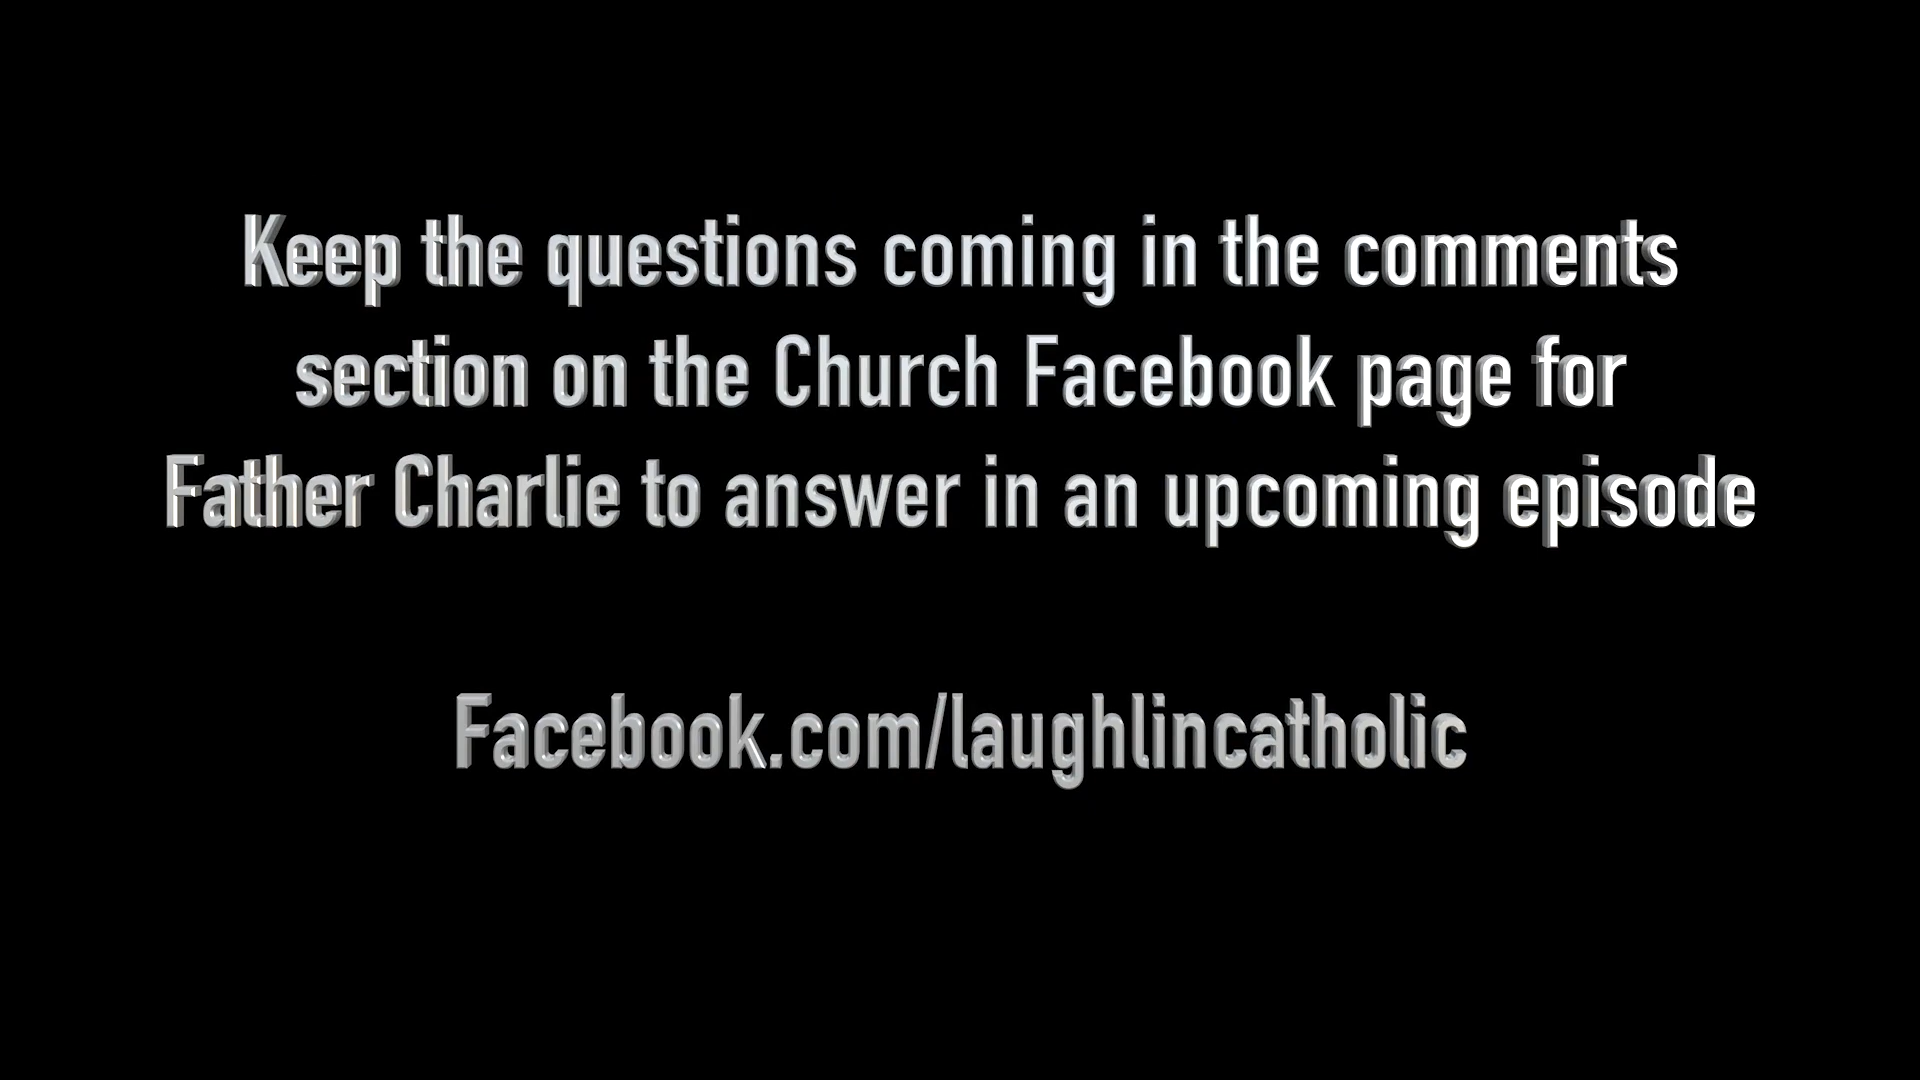 Keep the questions coming in the comments
section on the Church Facebook page for
Father Charlie to answer in an upcoming episode
Facebook.com/laughlincatholic